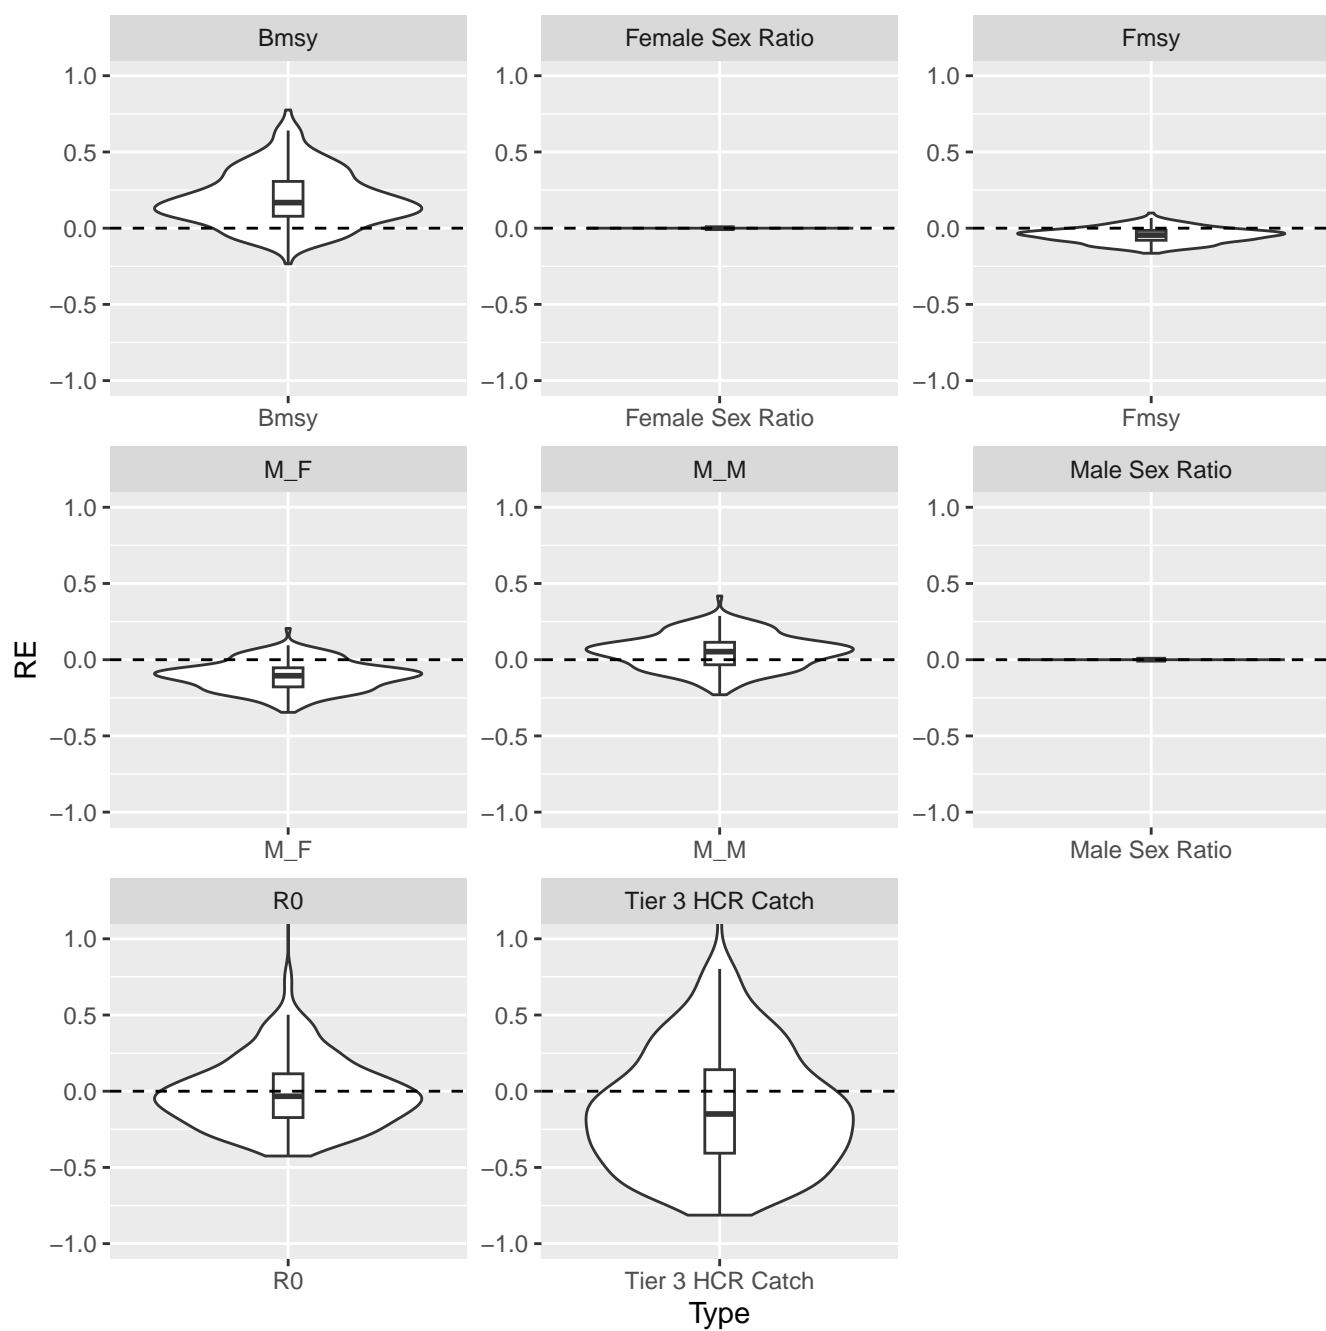 Bmsy Female Sex Ratio Fmsy
1.0 1.0 1.0
0.5 0.5 0.5
0.0 0.0 0.0
−0.5 −0.5 −0.5
−1.0 −1.0 −1.0
Bmsy Female Sex Ratio Fmsy
M_F M_M Male Sex Ratio
1.0 1.0 1.0
0.5 0.5 0.5
RE
0.0 0.0 0.0
−0.5 −0.5 −0.5
−1.0 −1.0 −1.0
M_F M_M Male Sex Ratio
R0 Tier 3 HCR Catch
1.0 1.0
0.5 0.5
0.0 0.0
−0.5 −0.5
−1.0 −1.0
R0 Tier 3 HCR Catch
Type